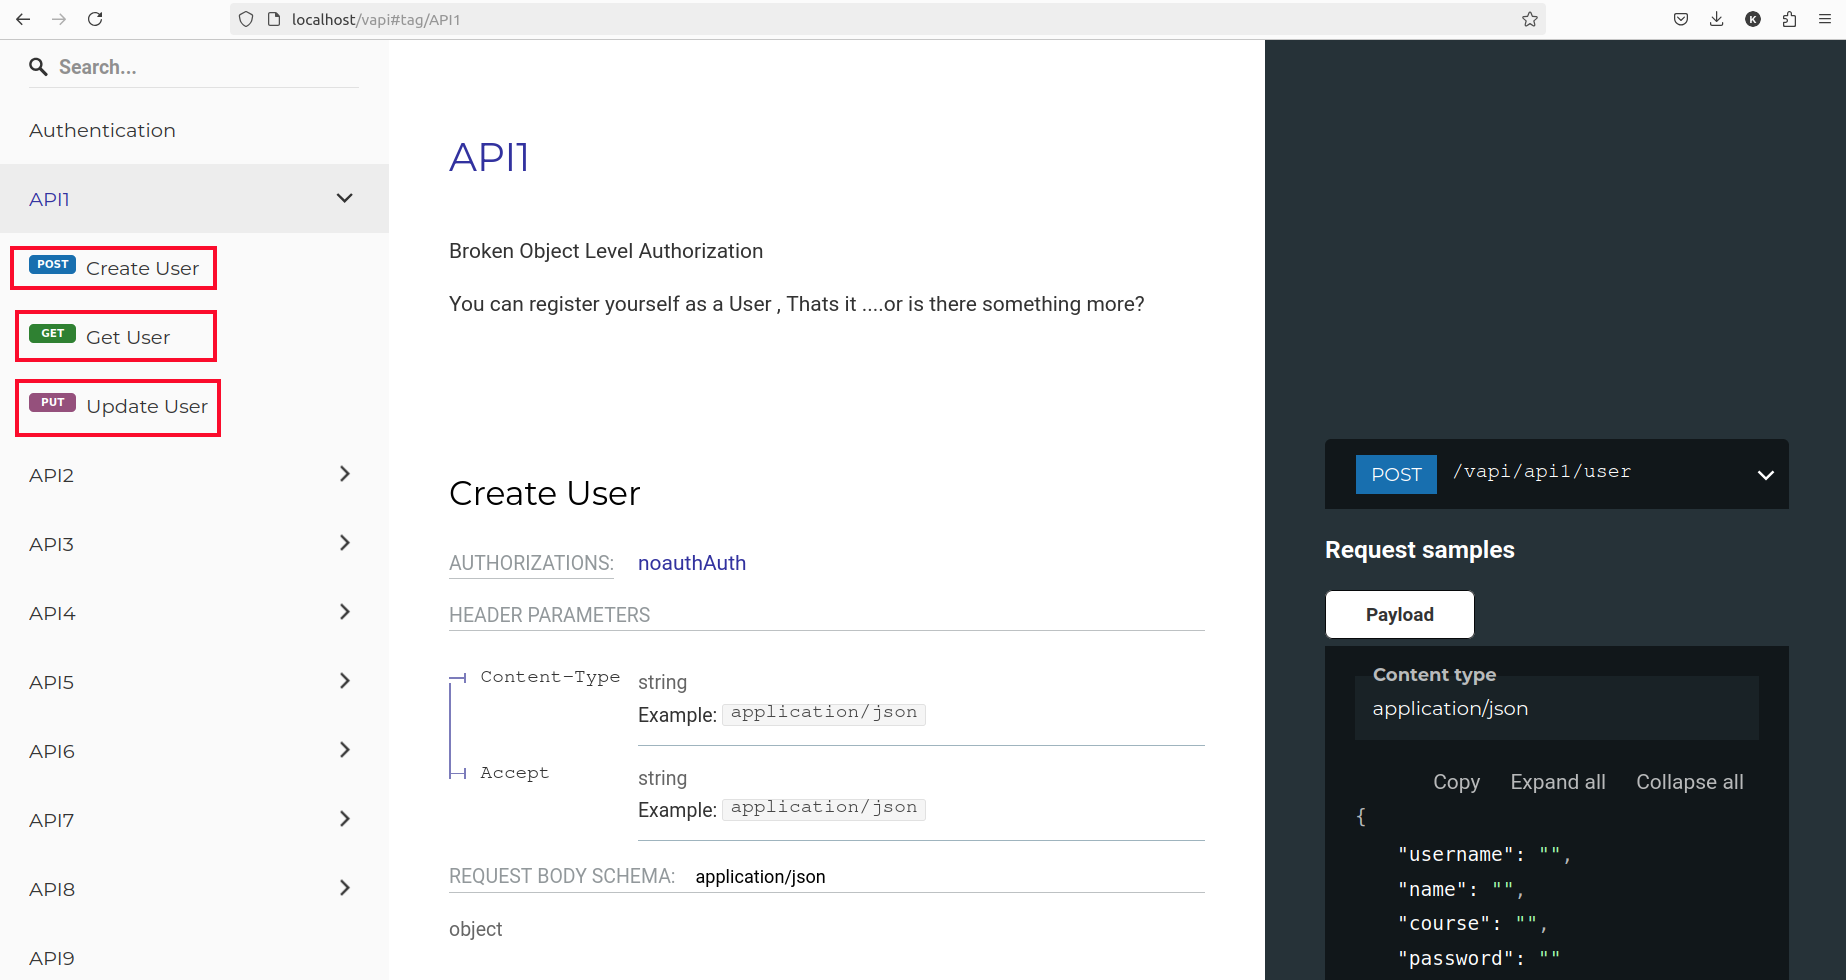 localhost/vapi#tag/API1
K
Search...
Authentication
API1
POST Create User
GET Get User
PUT Update User
API2
API3
API4
API5
API6
API7
API8
API9
API1
Broken Object Level Authorization
You can register yourself as a User , Thats it ....or is there something more?
Create User
AUTHORIZATIONS: noauthAuth
HEADER PARAMETERS
Content-Type string
Example: application/json
Accept string
Example: application/json
REQUEST BODY SCHEMA: application/json
object
POST /vapi/api1/user
Request samples
Payload
Content type
application/json
Copy Expand all Collapse all
{
"username": "",
"name": "",
"course": "",
"password": ""